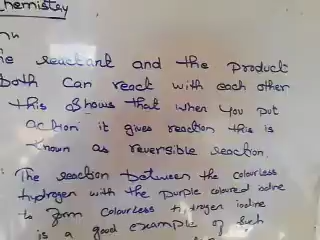 chemistry
he reactant and the product
both can react with each other
this shows that when you put
action it gives reaction this is
known as reversible reaction.
The reaction between the colourless
hydrogen with the purple coloured iodine
to form colourless iodine
is a good example of such